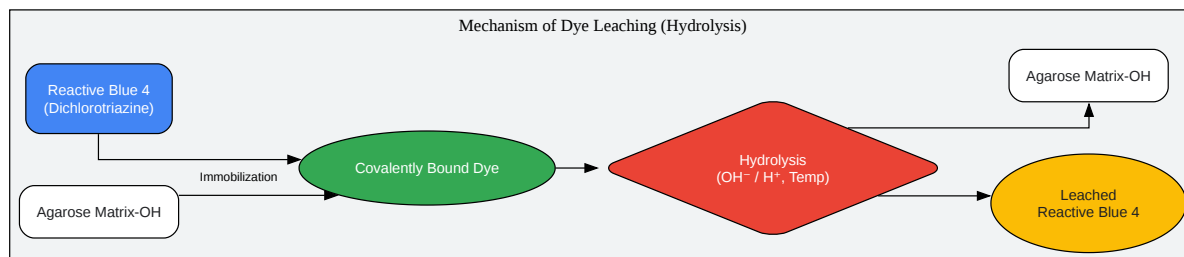 Mechanism of Dye Leaching (Hydrolysis)
Reactive Blue 4
(Dichlorotriazine)
Agarose Matrix-OH
Immobilization
Covalently Bound Dye
Hydrolysis
(OH⁻ / H⁺, Temp)
Agarose Matrix-OH
Leached
Reactive Blue 4